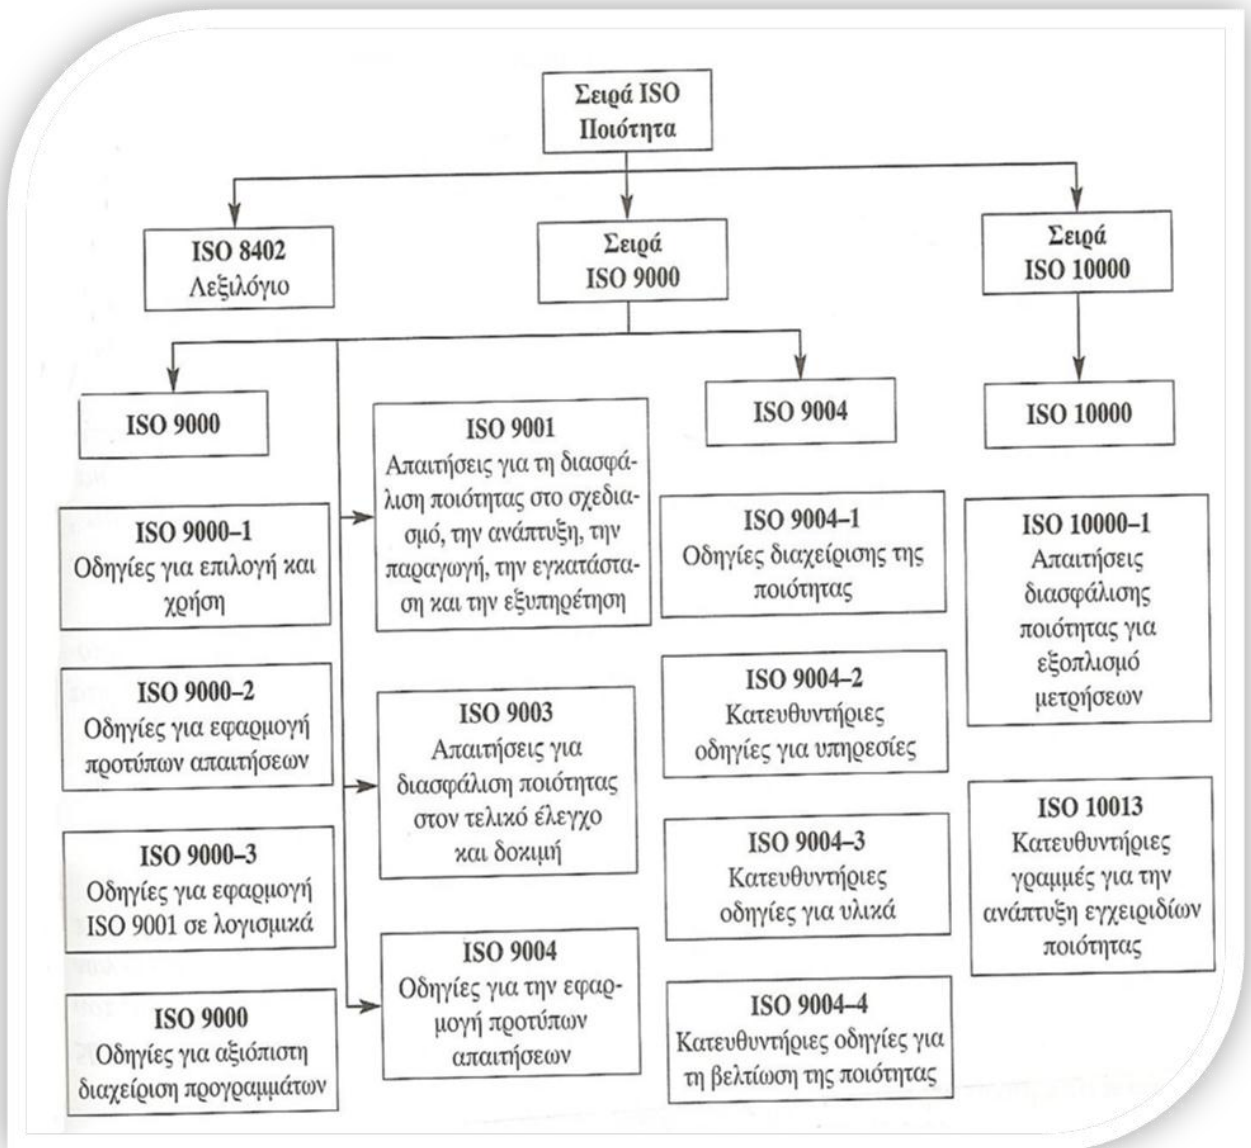 Σειρά ISO
Ποιότητα
ISO 8402
Λεξιλόγιο
Σειρά
ISO 9000
Σειρά
ISO 10000
ISO 9000
ISO 9000–1
Οδηγίες για επιλογή και
χρήση
ISO 9000–2
Οδηγίες για εφαρμογή
προτύπων απαιτήσεων
ISO 9000–3
Οδηγίες για εφαρμογή
ISO 9001 σε λογισμικά
ISO 9000
Οδηγίες για αξιόπιστη
διαχείριση προγραμμάτων
ISO 9001
Απαιτήσεις για τη διασφά-
λιση ποιότητας στο σχεδια-
σμό, την ανάπτυξη, την
παραγωγή, την εγκατάστα-
ση και την εξυπηρέτηση
ISO 9003
Απαιτήσεις για
διασφάλιση ποιότητας
στον τελικό έλεγχο
και δοκιμή
ISO 9004
Οδηγίες για την εφαρ-
μογή προτύπων
απαιτήσεων
ISO 9004
ISO 9004–1
Οδηγίες διαχείρισης της
ποιότητας
ISO 9004–2
Κατευθυντήριες
οδηγίες για υπηρεσίες
ISO 9004–3
Κατευθυντήριες
οδηγίες για υλικά
ISO 9004–4
Κατευθυντήριες οδηγίες για
τη βελτίωση της ποιότητας
ISO 10000
ISO 10000–1
Απαιτήσεις
διασφάλισης
ποιότητας για
εξοπλισμό
μετρήσεων
ISO 10013
Κατευθυντήριες
γραμμές για την
ανάπτυξη εγχειριδίων
ποιότητας